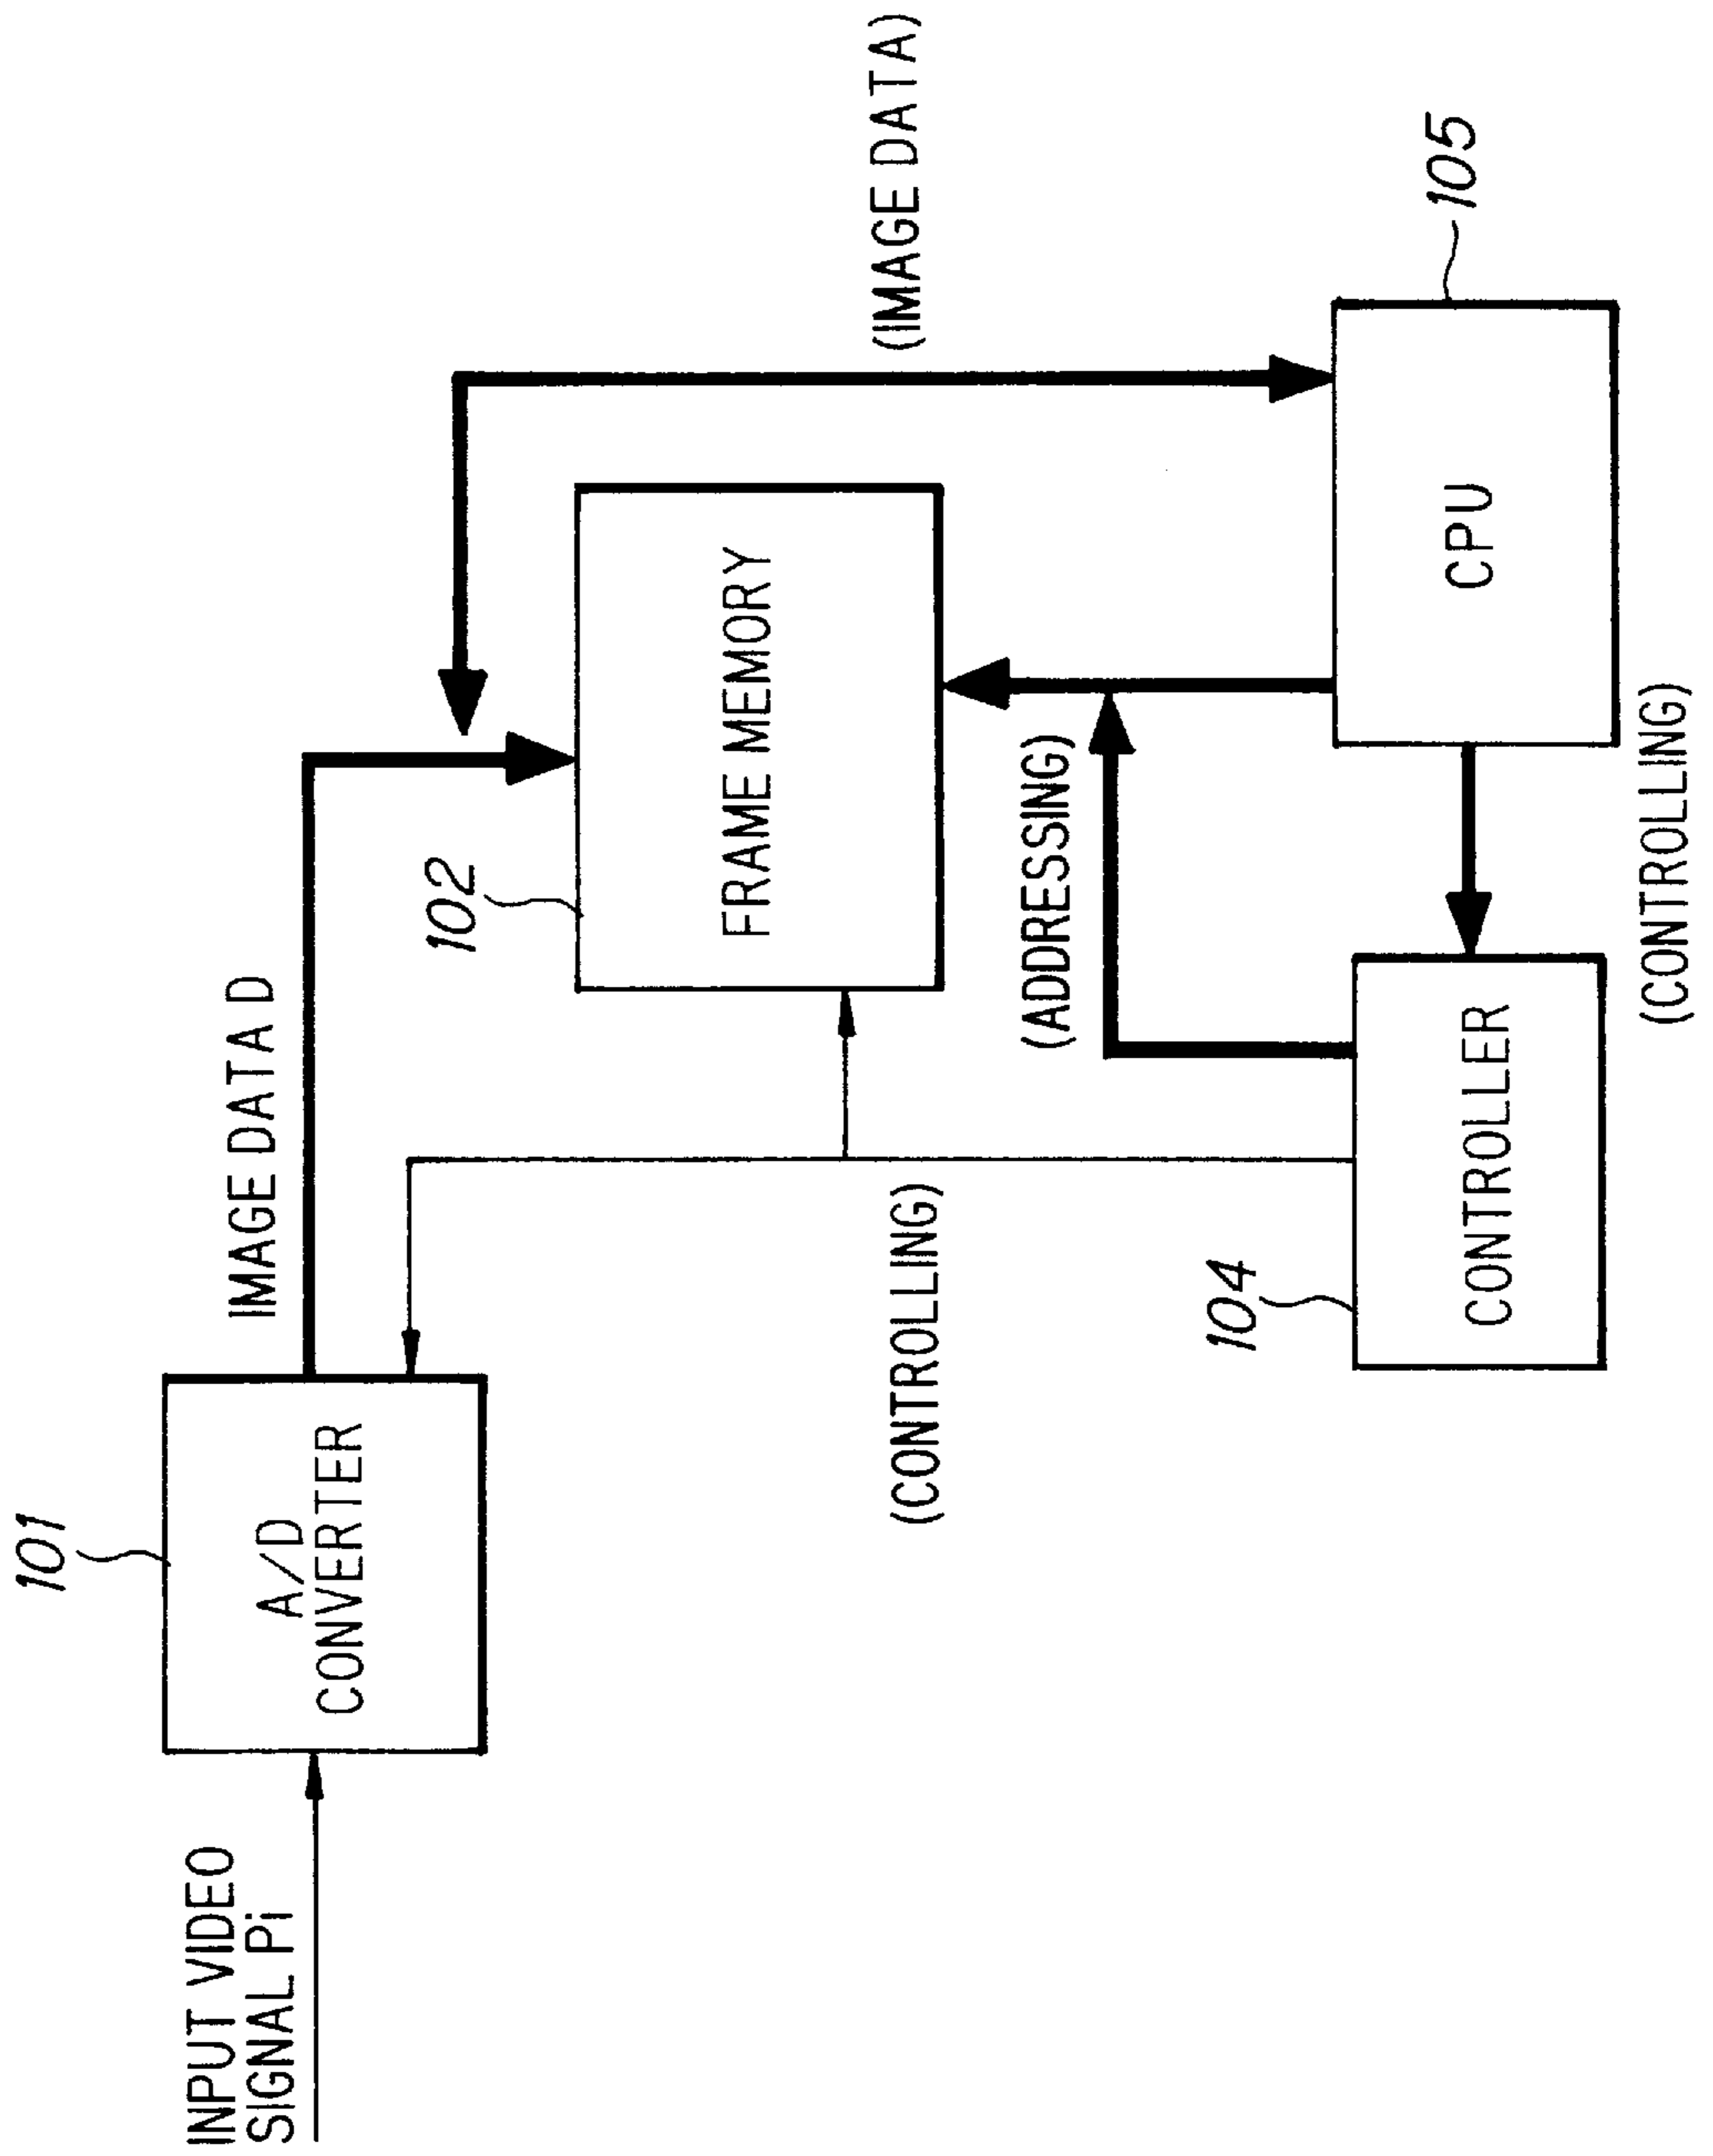 101
INPUT VIDEO
SIGNAL Pi
A/D
CONVERTER
IMAGE DATA D
102
FRAME MEMORY
(IMAGE DATA)
(CONTROLLING)
(ADDRESSING)
104
CONTROLLER
CPU
105
(CONTROLLING)